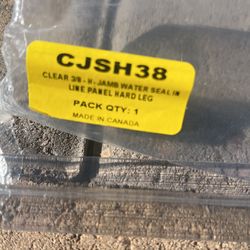 CJSH38
CLEAR 3/8 - H-JAMB WATER SEAL IN
LINE PANEL HARD LEG
PACK QTY: 1
MADE IN CANADA